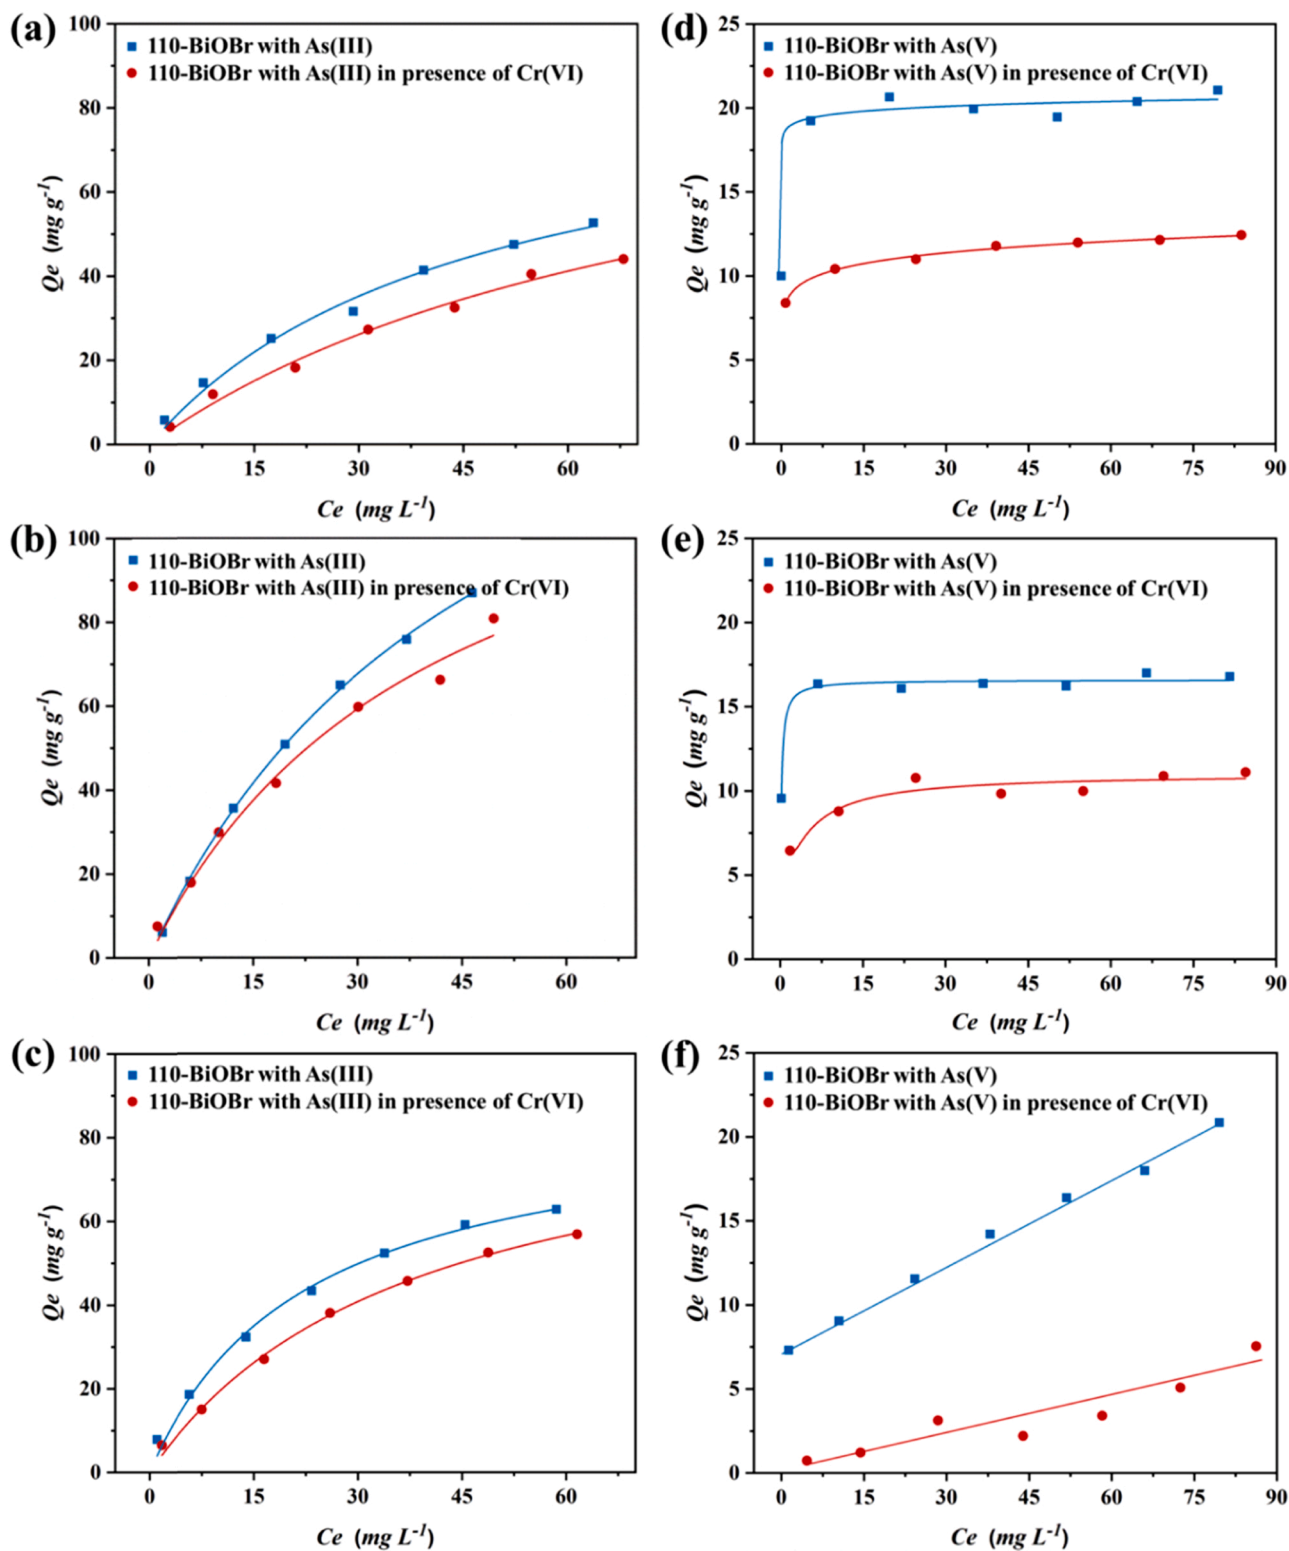 (a)
110-BiOBr with As(III)
110-BiOBr with As(III) in presence of Cr(VI)
100
80
60
40
20
0
Qe (mg g-1)
0 15 30 45 60
Ce (mg L-1)
(d)
110-BiOBr with As(V)
110-BiOBr with As(V) in presence of Cr(VI)
25
20
15
10
5
0
Qe (mg g-1)
0 15 30 45 60 75 90
Ce (mg L-1)
(b)
110-BiOBr with As(III)
110-BiOBr with As(III) in presence of Cr(VI)
100
80
60
40
20
0
Qe (mg g-1)
0 15 30 45 60
Ce (mg L-1)
(e)
110-BiOBr with As(V)
110-BiOBr with As(V) in presence of Cr(VI)
25
20
15
10
5
0
Qe (mg g-1)
0 15 30 45 60 75 90
Ce (mg L-1)
(c)
110-BiOBr with As(III)
110-BiOBr with As(III) in presence of Cr(VI)
100
80
60
40
20
0
Qe (mg g-1)
0 15 30 45 60
Ce (mg L-1)
(f)
110-BiOBr with As(V)
110-BiOBr with As(V) in presence of Cr(VI)
25
20
15
10
5
0
Qe (mg g-1)
0 15 30 45 60 75 90
Ce (mg L-1)